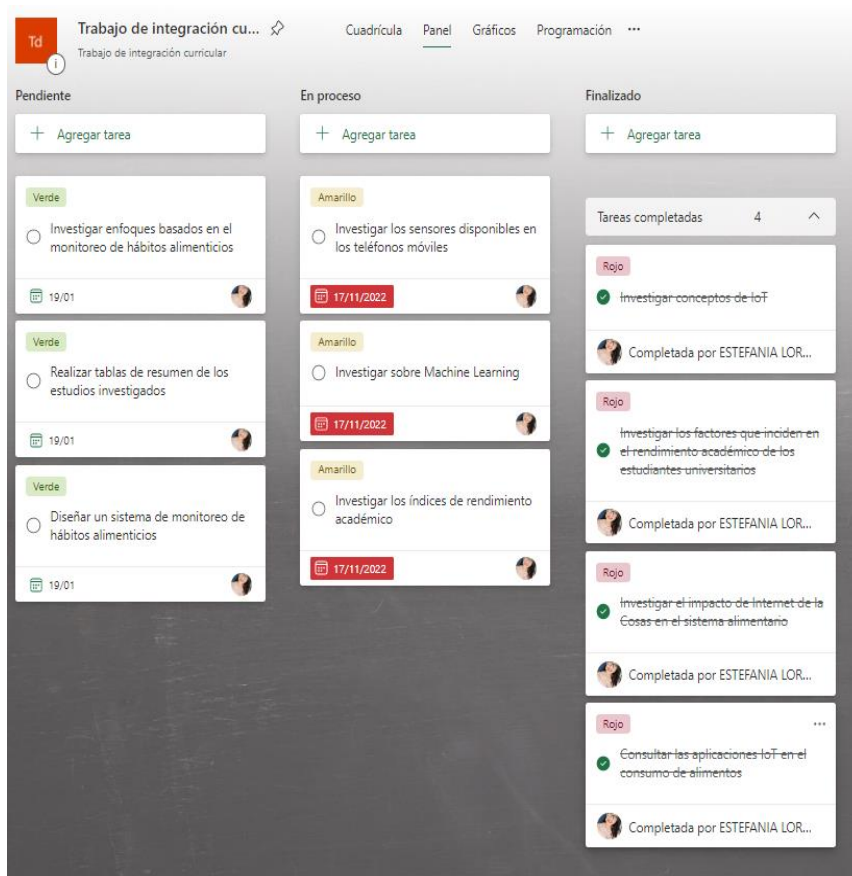 Td
Trabajo de integración cu...
Trabajo de integración curricular
Cuadrícula Panel Gráficos Programación ...
Pendiente
Agregar tarea
Verde
Investigar enfoques basados en el
monitoreo de hábitos alimenticios
19/01
Verde
Realizar tablas de resumen de los
estudios investigados
19/01
Verde
Diseñar un sistema de monitoreo de
hábitos alimenticios
19/01
En proceso
Agregar tarea
Amarillo
Investigar los sensores disponibles en
los teléfonos móviles
17/11/2022
Amarillo
Investigar sobre Machine Learning
17/11/2022
Amarillo
Investigar los índices de rendimiento
académico
17/11/2022
Finalizado
Agregar tarea
Tareas completadas 4
Rojo
Investigar conceptos de IoT
Completada por ESTEFANIA LOR...
Rojo
Investigar los factores que inciden en
el rendimiento académico de los
estudiantes universitarios
Completada por ESTEFANIA LOR...
Rojo
Investigar el impacto de Internet de la
Cosas en el sistema alimentario
Completada por ESTEFANIA LOR...
Rojo
Consultar las aplicaciones IoT en el
consumo de alimentos
Completada por ESTEFANIA LOR...